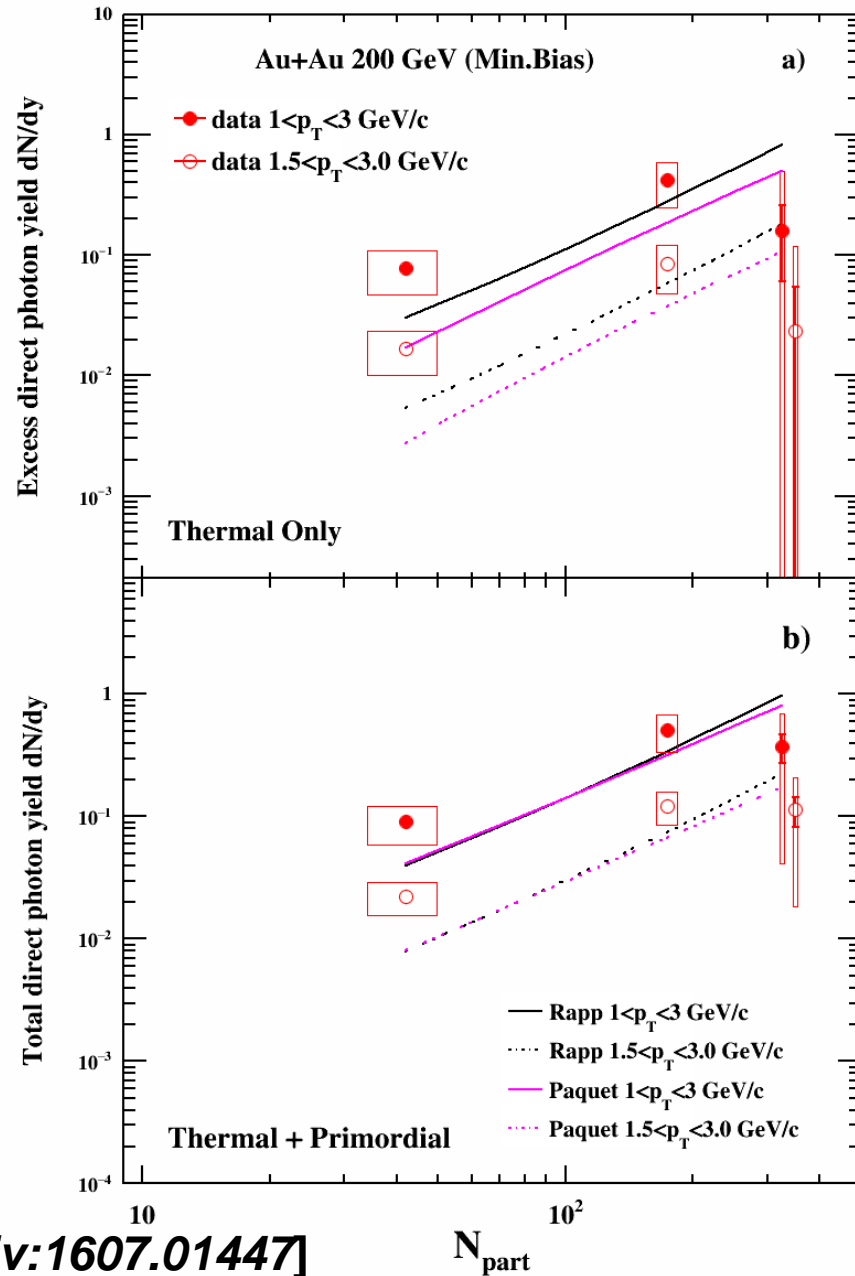 Au+Au 200 GeV (Min.Bias)
a)
data 1<p_T<3 GeV/c
data 1.5<p_T<3.0 GeV/c
Excess direct photon yield dN/dy
10
1
10⁻¹
10⁻²
10⁻³
Thermal Only
b)
Total direct photon yield dN/dy
1
10⁻¹
10⁻²
10⁻³
10⁻⁴
Rapp 1<p_T<3 GeV/c
Rapp 1.5<p_T<3.0 GeV/c
Paquet 1<p_T<3 GeV/c
Paquet 1.5<p_T<3.0 GeV/c
Thermal + Primordial
10
10²
N_part
v:1607.01447]